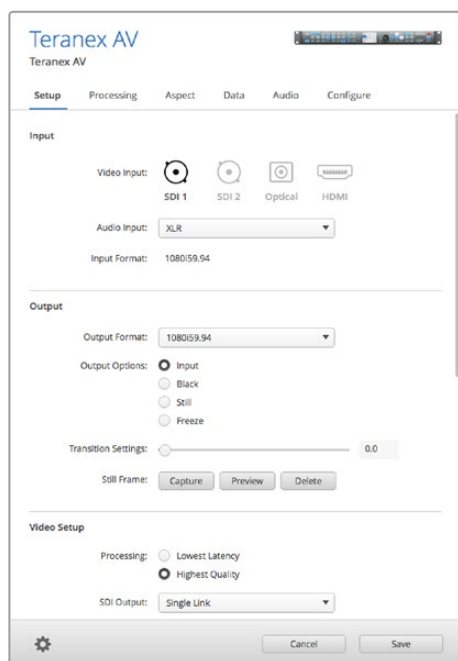 Teranex AV
Teranex AV
Setup Processing Aspect Data Audio Configure
Input
Video Input:
SDI 1 SDI 2 Optical HDMI
Audio Input: XLR
Input Format: 1080i59.94
Output
Output Format: 1080i59.94
Output Options: Input
Black
Still
Freeze
Transition Settings: 0.0
Still Frame: Capture Preview Delete
Video Setup
Processing: Lowest Latency
Highest Quality
SDI Output: Single Link
Cancel Save